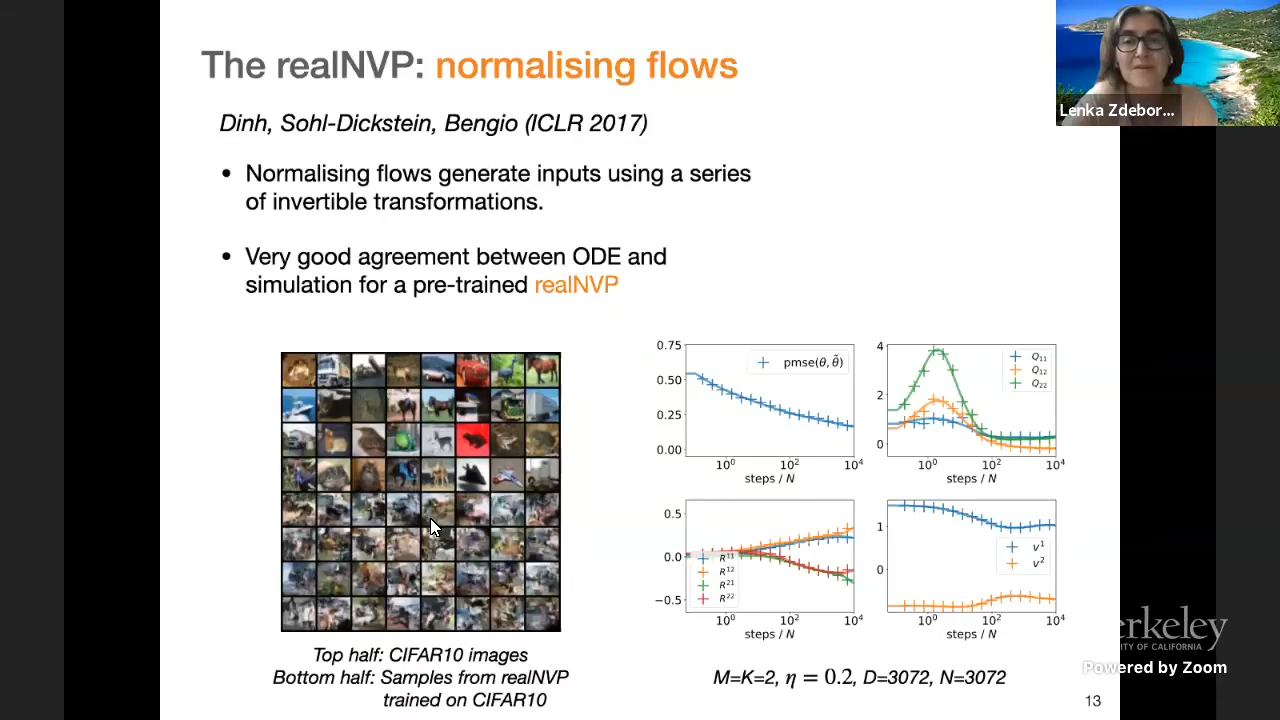 The realNVP: normalising flows
Lenka Zdebor...
Dinh, Sohl-Dickstein, Bengio (ICLR 2017)
• Normalising flows generate inputs using a series
of invertible transformations.
• Very good agreement between ODE and
simulation for a pre-trained realNVP
0.75
0.50
0.25
0.00
pmse(θ, θ̃)
10⁰ 10² 10⁴
steps / N
4
2
0
Q₁₁
Q₁₂
Q₂₂
10⁰ 10² 10⁴
steps / N
0.5
0.0
−0.5
R¹¹
R¹²
R²¹
R²²
10⁰ 10² 10⁴
steps / N
1
0
v¹
v²
10⁰ 10² 10⁴
steps / N
Top half: CIFAR10 images
Bottom half: Samples from realNVP
trained on CIFAR10
M=K=2, η = 0.2, D=3072, N=3072
erkeley
TY OF CALIFORNIA
Powered by Zoom
13